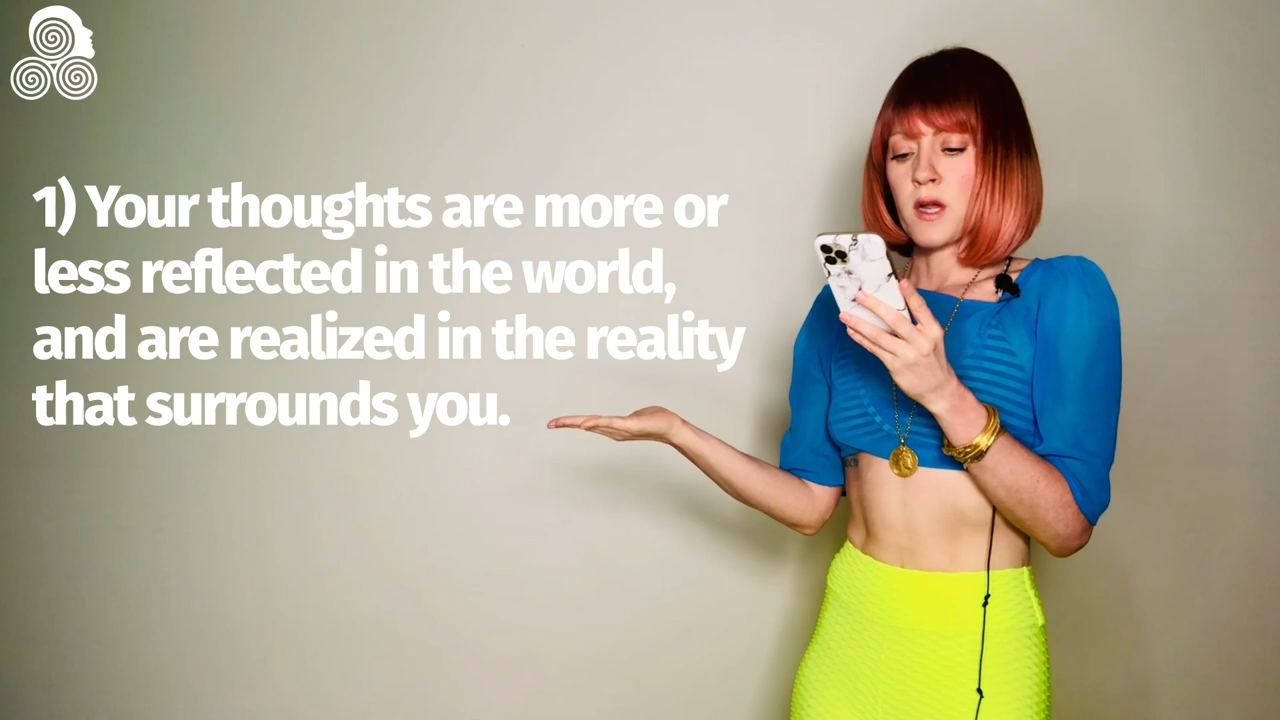 1) Your thoughts are more or
less reflected in the world,
and are realized in the reality
that surrounds you.